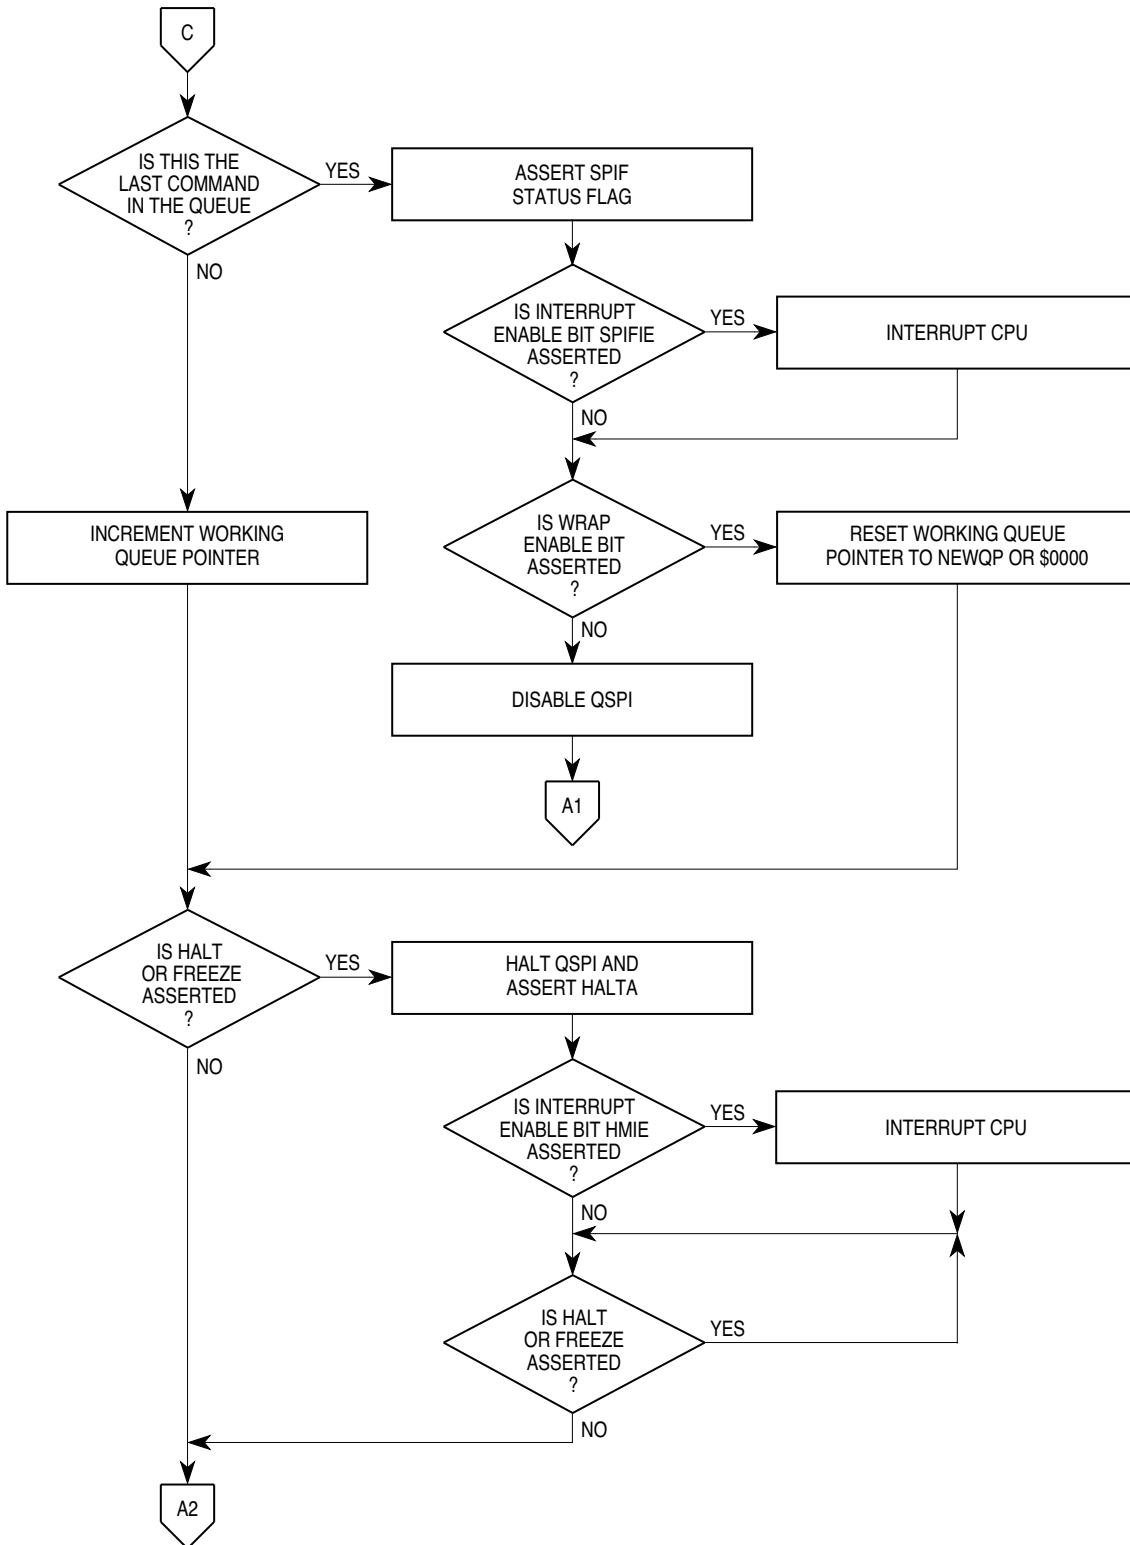 C
IS THIS THE
LAST COMMAND
IN THE QUEUE
?
YES
ASSERT SPIF
STATUS FLAG
NO
IS INTERRUPT
ENABLE BIT SPIFIE
ASSERTED
?
YES
INTERRUPT CPU
NO
INCREMENT WORKING
QUEUE POINTER
IS WRAP
ENABLE BIT
ASSERTED
?
YES
RESET WORKING QUEUE
POINTER TO NEWQP OR $0000
NO
DISABLE QSPI
A1
IS HALT
OR FREEZE
ASSERTED
?
YES
HALT QSPI AND
ASSERT HALTA
NO
IS INTERRUPT
ENABLE BIT HMIE
ASSERTED
?
YES
INTERRUPT CPU
NO
IS HALT
OR FREEZE
ASSERTED
?
YES
NO
A2